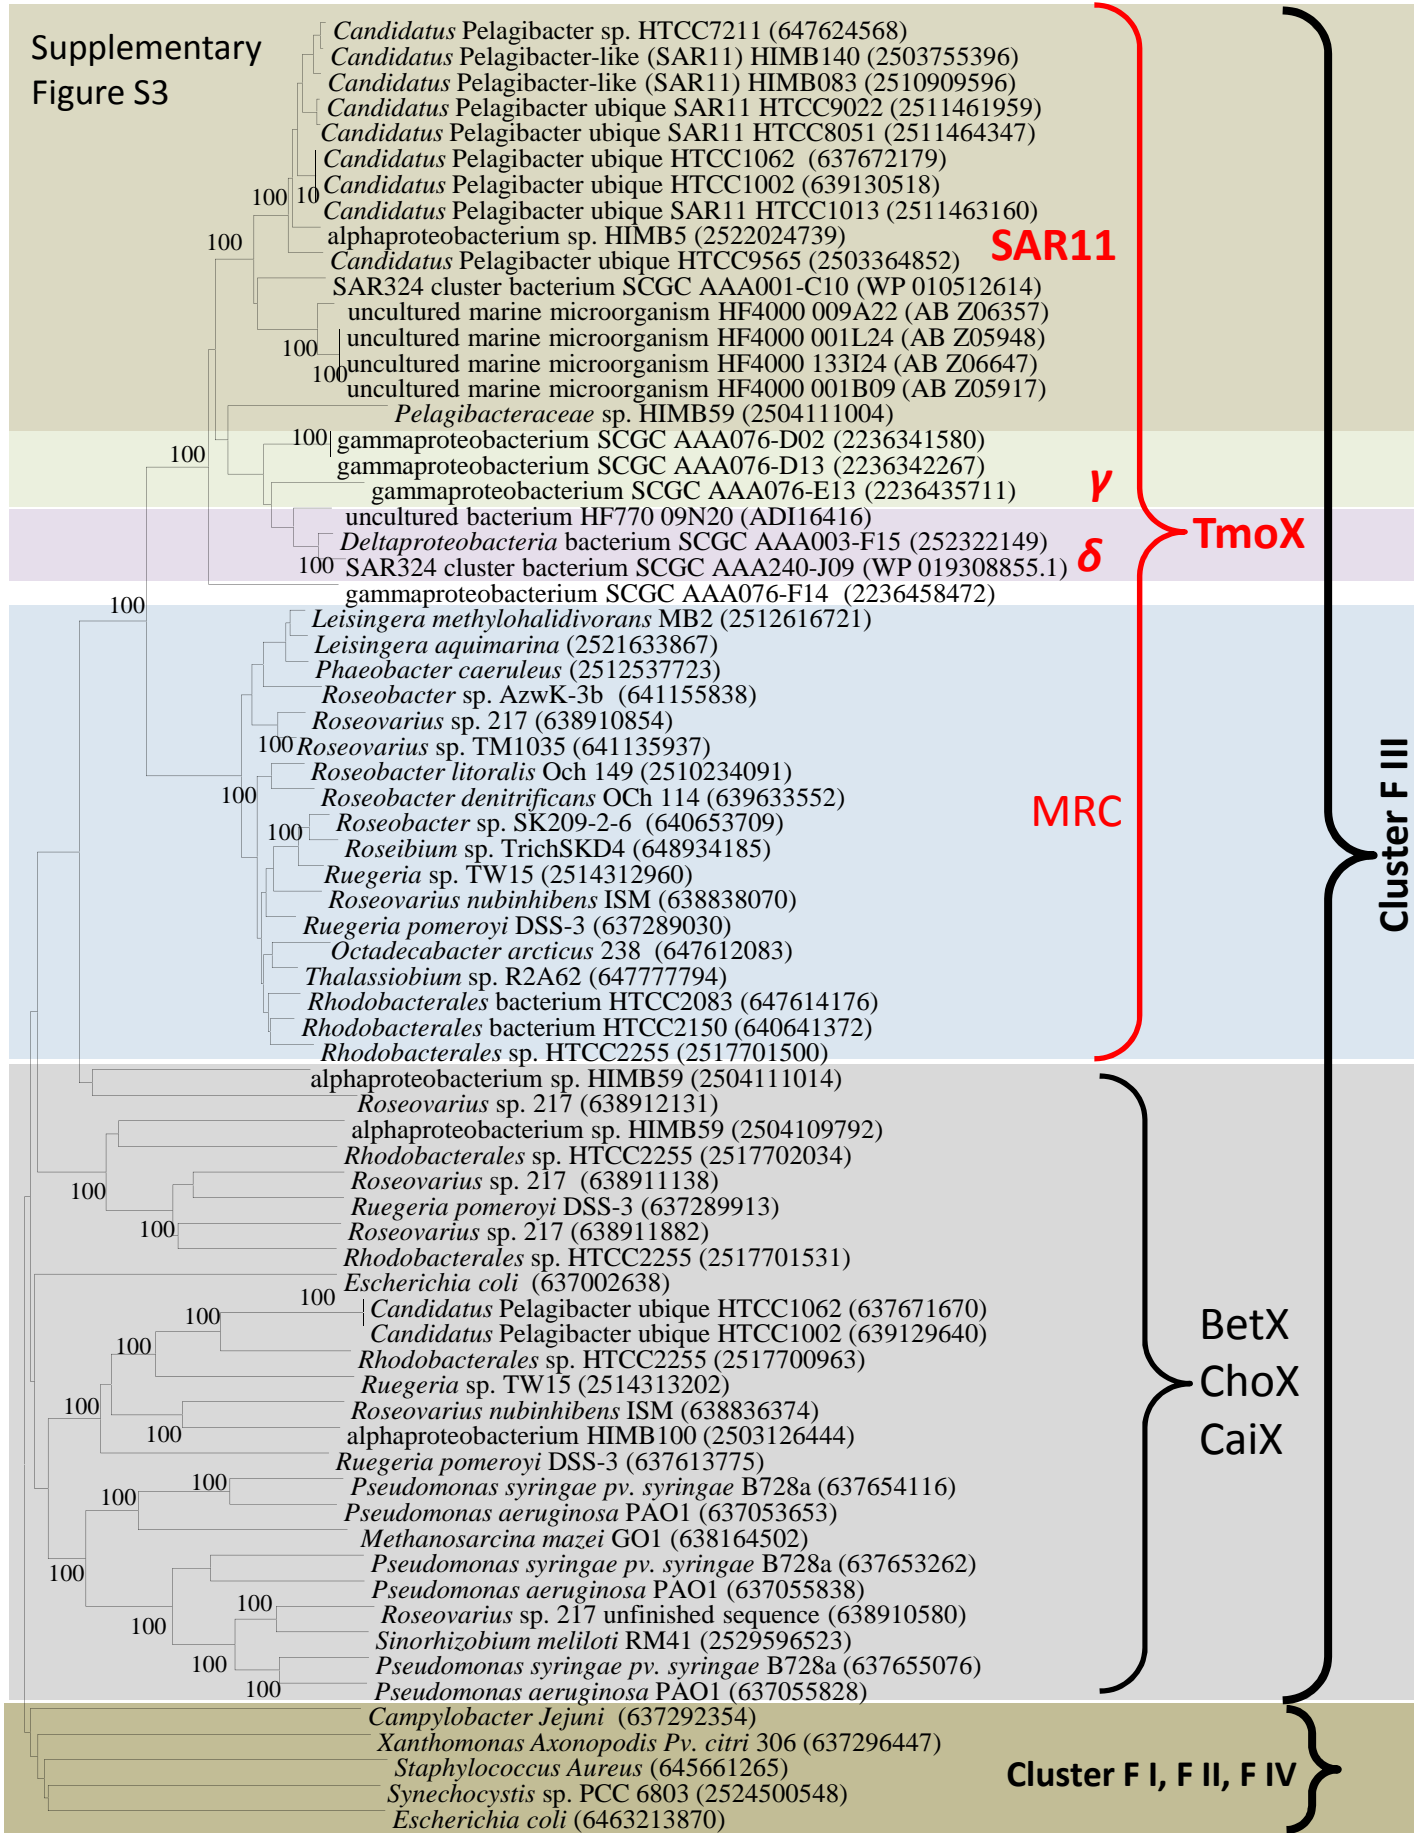 Supplementary
Figure S3
Candidatus Pelagibacter sp. HTCC7211 (647624568)
Candidatus Pelagibacter-like (SAR11) HIMB140 (2503755396)
Candidatus Pelagibacter-like (SAR11) HIMB083 (2510909596)
Candidatus Pelagibacter ubique SAR11 HTCC9022 (2511461959)
Candidatus Pelagibacter ubique SAR11 HTCC8051 (2511464347)
Candidatus Pelagibacter ubique HTCC1062 (637672179)
Candidatus Pelagibacter ubique HTCC1002 (639130518)
100
10
Candidatus Pelagibacter ubique SAR11 HTCC1013 (2511463160)
alphaproteobacterium sp. HIMB5 (2522024739)
100
SAR11
Candidatus Pelagibacter ubique HTCC9565 (2503364852)
SAR324 cluster bacterium SCGC AAA001-C10 (WP 010512614)
uncultured marine microorganism HF4000 009A22 (AB Z06357)
uncultured marine microorganism HF4000 001L24 (AB Z05948)
100
uncultured marine microorganism HF4000 133I24 (AB Z06647)
100
uncultured marine microorganism HF4000 001B09 (AB Z05917)
Pelagibacteraceae sp. HIMB59 (2504111004)
100
gammaproteobacterium SCGC AAA076-D02 (2236341580)
100
gammaproteobacterium SCGC AAA076-D13 (2236342267)
gammaproteobacterium SCGC AAA076-E13 (2236435711)
γ
uncultured bacterium HF770 09N20 (ADI16416)
TmoX
Deltaproteobacteria bacterium SCGC AAA003-F15 (252322149)
δ
100
SAR324 cluster bacterium SCGC AAA240-J09 (WP 019308855.1)
gammaproteobacterium SCGC AAA076-F14 (2236458472)
100
Leisingera methylohalidivorans MB2 (2512616721)
Leisingera aquimarina (2521633867)
Phaeobacter caeruleus (2512537723)
Roseobacter sp. AzwK-3b (641155838)
Roseovarius sp. 217 (638910854)
100
Roseovarius sp. TM1035 (641135937)
Roseobacter litoralis Och 149 (2510234091)
100
Roseobacter denitrificans OCh 114 (639633552)
MRC
Roseobacter sp. SK209-2-6 (640653709)
100
Roseibium sp. TrichSKD4 (648934185)
Cluster F III
Ruegeria sp. TW15 (2514312960)
Roseovarius nubinhibens ISM (638838070)
Ruegeria pomeroyi DSS-3 (637289030)
Octadecabacter arcticus 238 (647612083)
Thalassiobium sp. R2A62 (647777794)
Rhodobacterales bacterium HTCC2083 (647614176)
Rhodobacterales bacterium HTCC2150 (640641372)
Rhodobacterales sp. HTCC2255 (2517701500)
alphaproteobacterium sp. HIMB59 (2504111014)
Roseovarius sp. 217 (638912131)
alphaproteobacterium sp. HIMB59 (2504109792)
Rhodobacterales sp. HTCC2255 (2517702034)
100
Roseovarius sp. 217 (638911138)
Ruegeria pomeroyi DSS-3 (637289913)
100
Roseovarius sp. 217 (638911882)
Rhodobacterales sp. HTCC2255 (2517701531)
Escherichia coli (637002638)
100
Candidatus Pelagibacter ubique HTCC1062 (637671670)
100
Candidatus Pelagibacter ubique HTCC1002 (639129640)
100
Rhodobacterales sp. HTCC2255 (2517700963)
Ruegeria sp. TW15 (2514313202)
BetX
ChoX
CaiX
100
Roseovarius nubinhibens ISM (638836374)
100
alphaproteobacterium HIMB100 (2503126444)
Ruegeria pomeroyi DSS-3 (637613775)
100
Pseudomonas syringae pv. syringae B728a (637654116)
100
Pseudomonas aeruginosa PAO1 (637053653)
Methanosarcina mazei GO1 (638164502)
100
Pseudomonas syringae pv. syringae B728a (637653262)
Pseudomonas aeruginosa PAO1 (637055838)
100
100
Roseovarius sp. 217 unfinished sequence (638910580)
Sinorhizobium meliloti RM41 (2529596523)
100
Pseudomonas syringae pv. syringae B728a (637655076)
100
Pseudomonas aeruginosa PAO1 (637055828)
Campylobacter Jejuni (637292354)
Xanthomonas Axonopodis Pv. citri 306 (637296447)
Staphylococcus Aureus (645661265)
Cluster F I, F II, F IV
Synechocystis sp. PCC 6803 (2524500548)
Escherichia coli (6463213870)